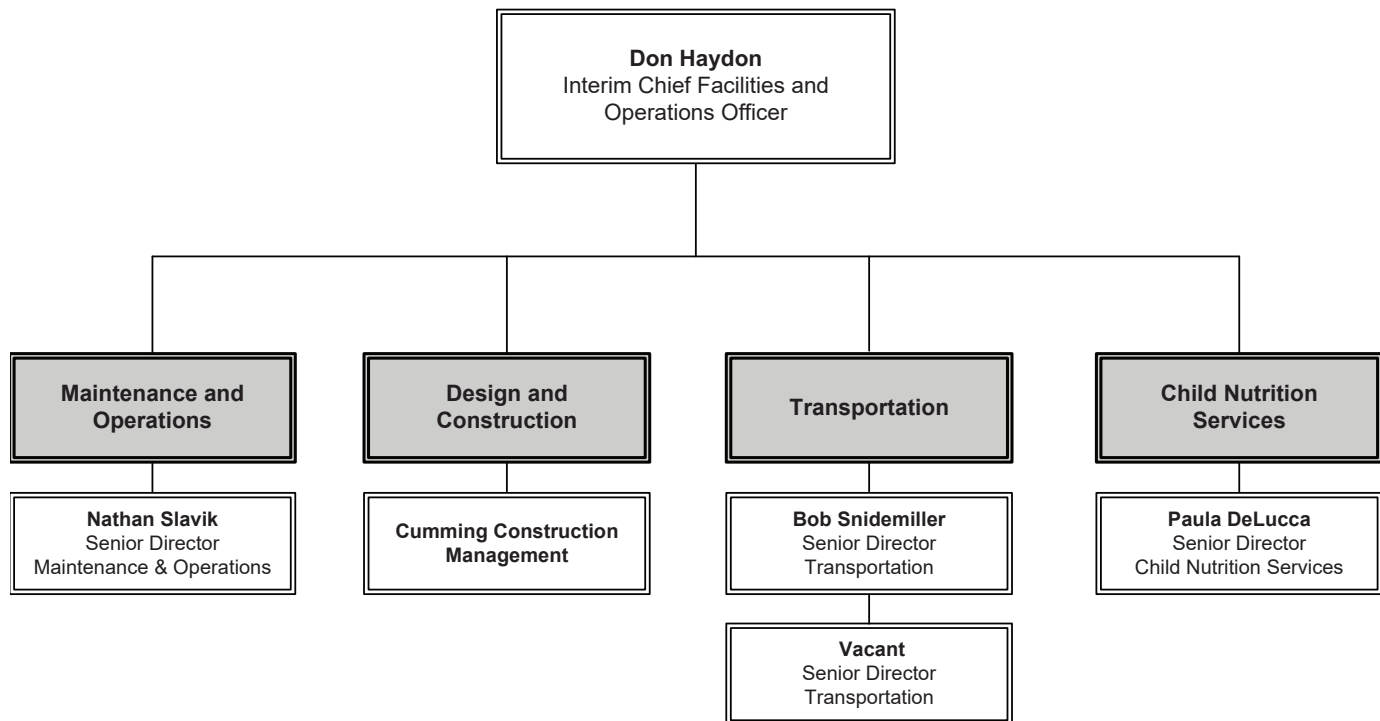 Don Haydon
Interim Chief Facilities and
Operations Officer
Maintenance and
Operations
Design and
Construction
Transportation
Child Nutrition
Services
Nathan Slavik
Senior Director
Maintenance & Operations
Cumming Construction
Management
Bob Snidemiller
Senior Director
Transportation
Paula DeLucca
Senior Director
Child Nutrition Services
Vacant
Senior Director
Transportation